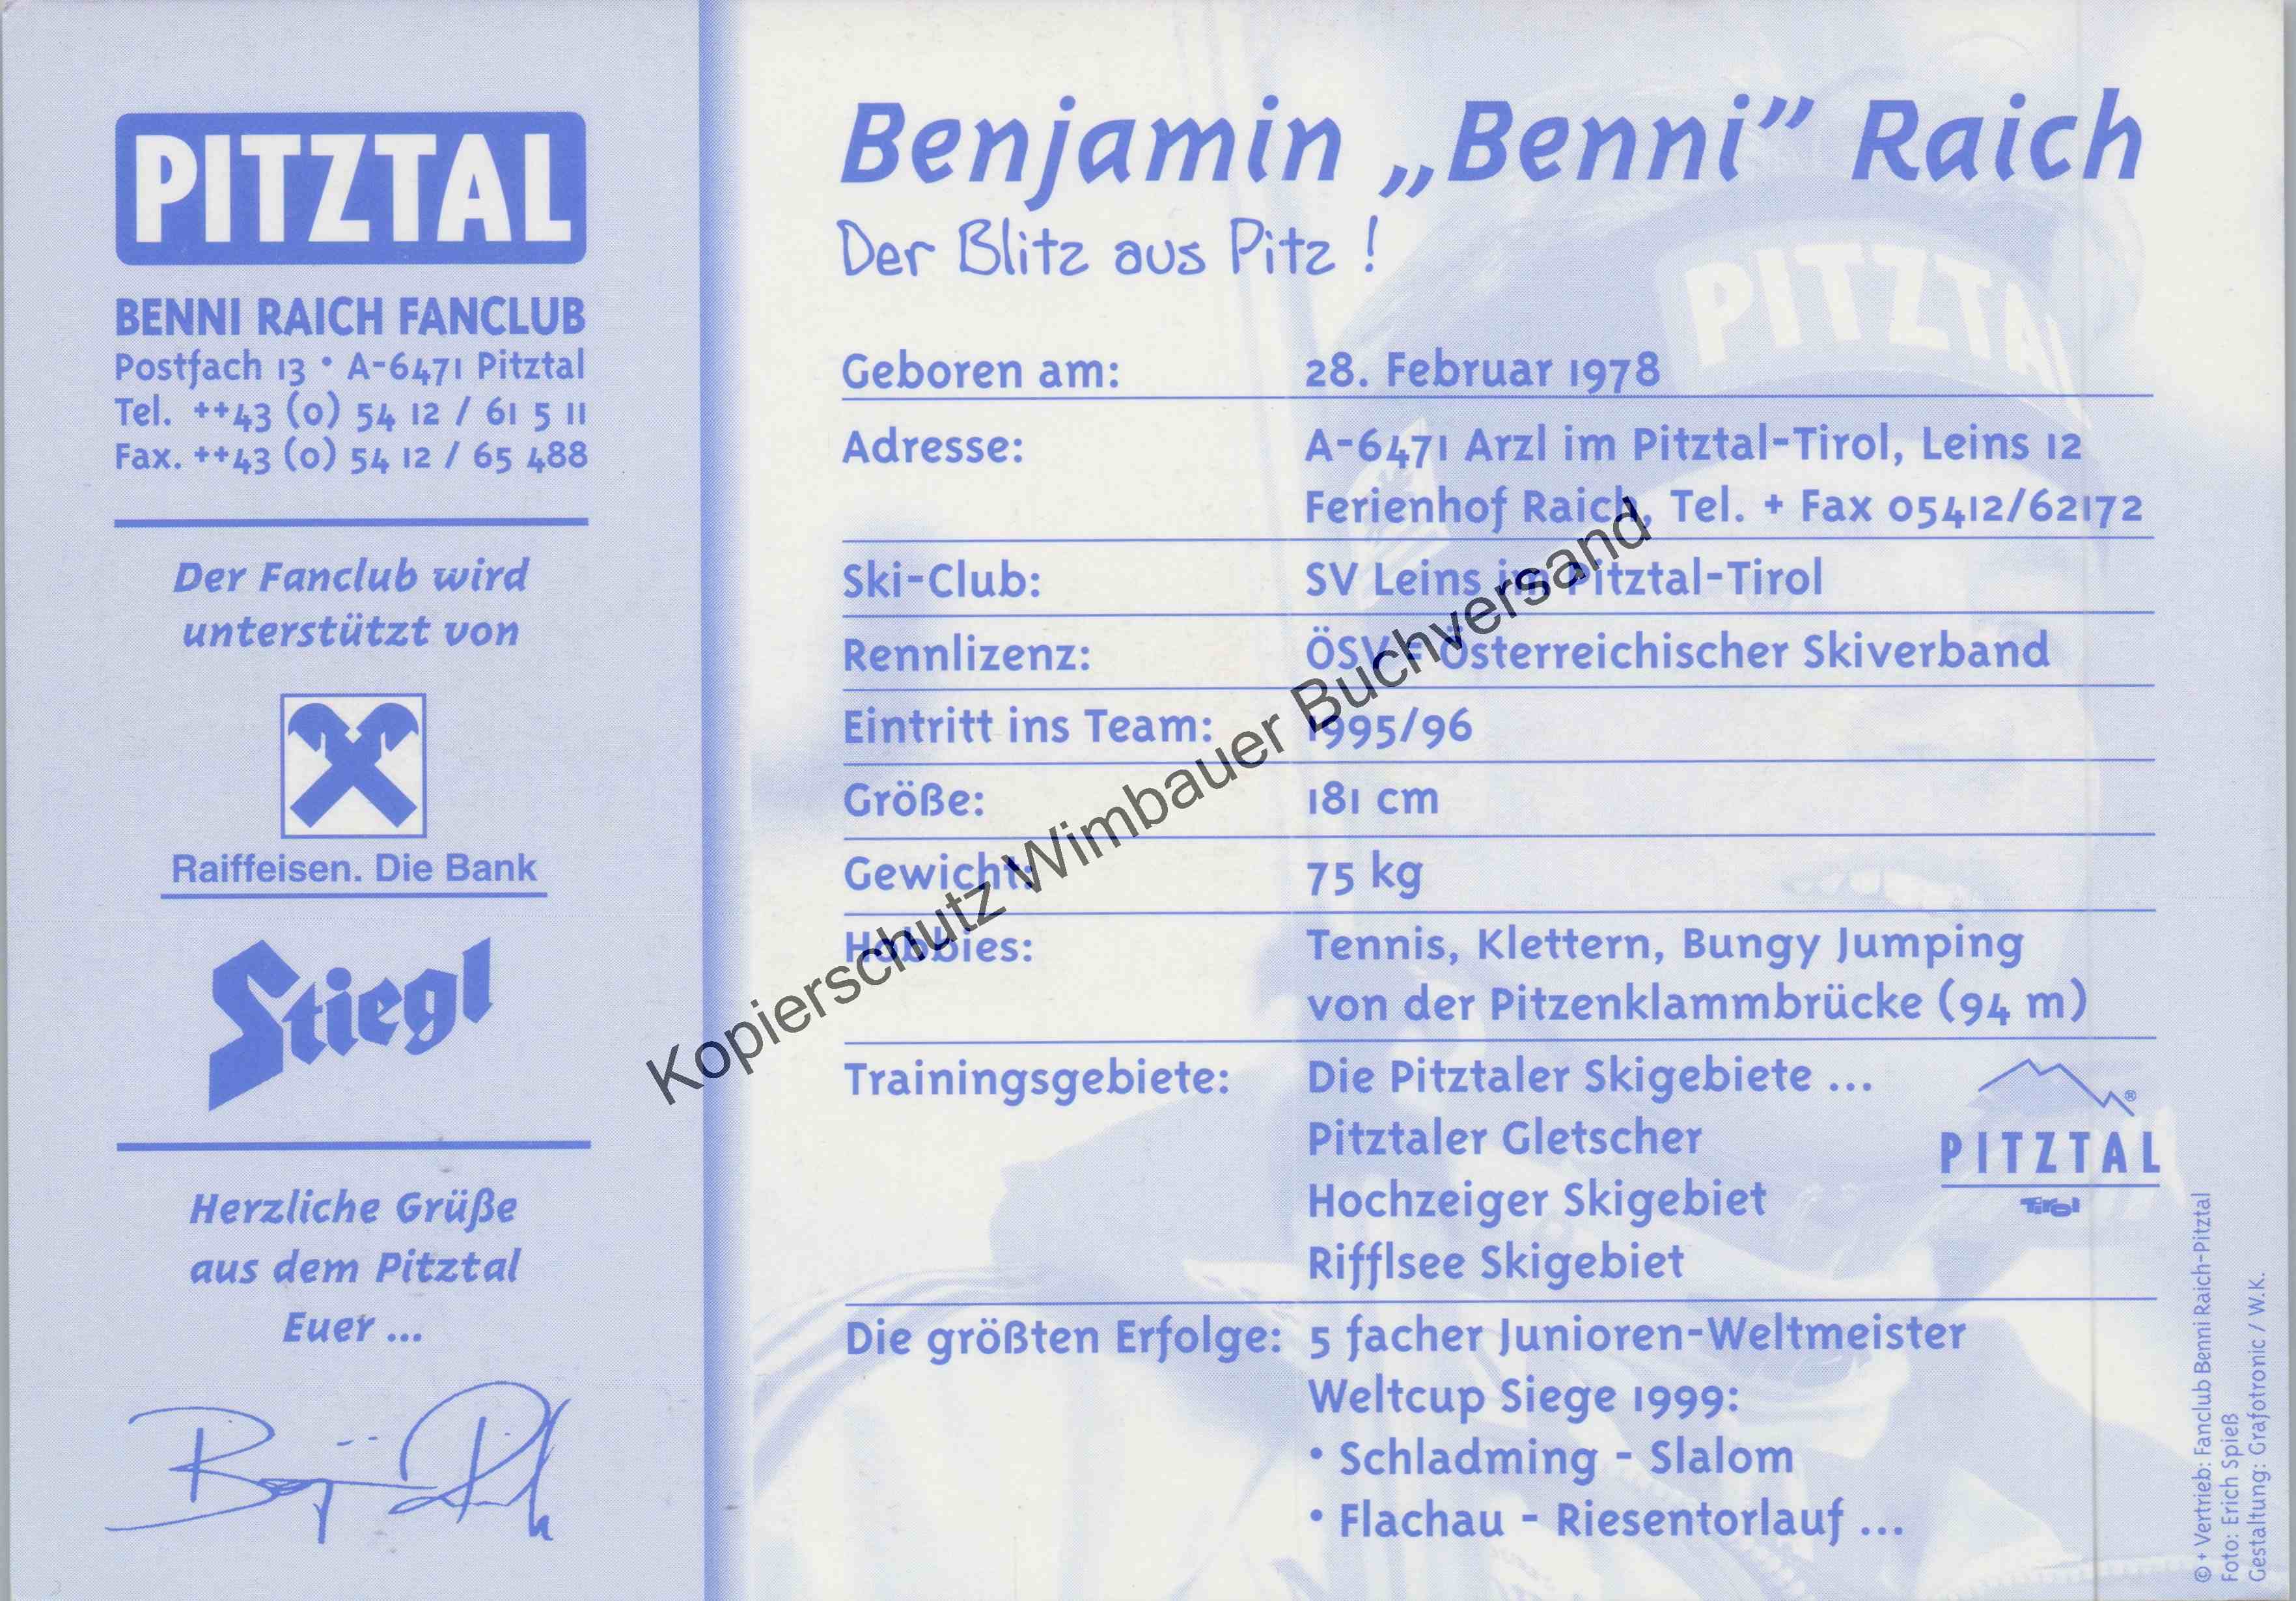 PITZTAL
BENNI RAICH FANCLUB
Postfach 13 • A-6471 Pitztal
Tel. ++43 (0) 54 12 / 61 5 11
Fax. ++43 (0) 54 12 / 65 488
Der Fanclub wird
unterstützt von
Raiffeisen. Die Bank
Stiegl
Herzliche Grüße
aus dem Pitztal
Euer ...
Benjamin „Benni" Raich
Der Blitz aus Pitz !
PITZTAL
Geboren am: 28. Februar 1978
Adresse: A-6471 Arzl im Pitztal-Tirol, Leins 12
Ferienhof Raich, Tel. + Fax 05412/62172
Ski-Club: SV Leins im Pitztal-Tirol
Rennlizenz: ÖSV = Österreichischer Skiverband
Eintritt ins Team: 1995/96
Größe: 181 cm
Gewicht: 75 kg
Hobbies: Tennis, Klettern, Bungy Jumping
von der Pitzenklammbrücke (94 m)
Trainingsgebiete: Die Pitztaler Skigebiete ...
Pitztaler Gletscher
Hochzeiger Skigebiet
Rifflsee Skigebiet
PITZTAL
Tirol
Die größten Erfolge: 5 facher Junioren-Weltmeister
Weltcup Siege 1999:
• Schladming - Slalom
• Flachau - Riesentorlauf ...
© + Vertrieb: Fanclub Benni Raich-Pitztal
Foto: Erich Spieß
Gestaltung: Grafotronic / W.K.
Kopierschutz Wimbauer Buchversand